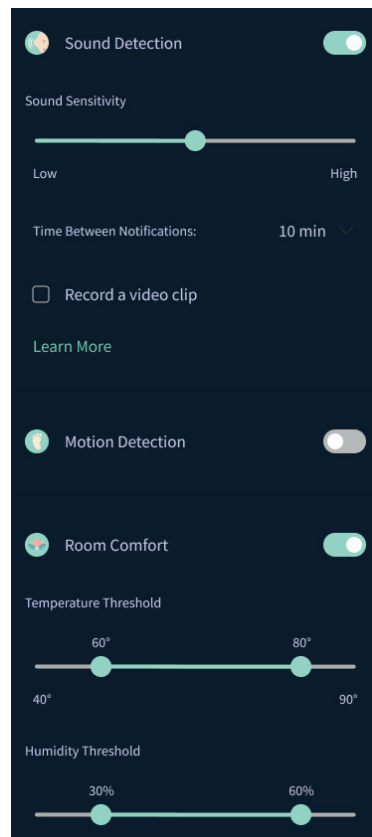 Sound Detection
Sound Sensitivity
Low High
Time Between Notifications: 10 min
Record a video clip
Learn More
Motion Detection
Room Comfort
Temperature Threshold
60° 80°
40° 90°
Humidity Threshold
30% 60%